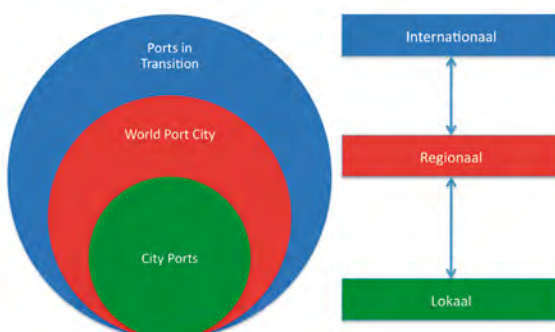 Ports in
Transition
World Port City
City Ports
Internationaal
Regionaal
Lokaal